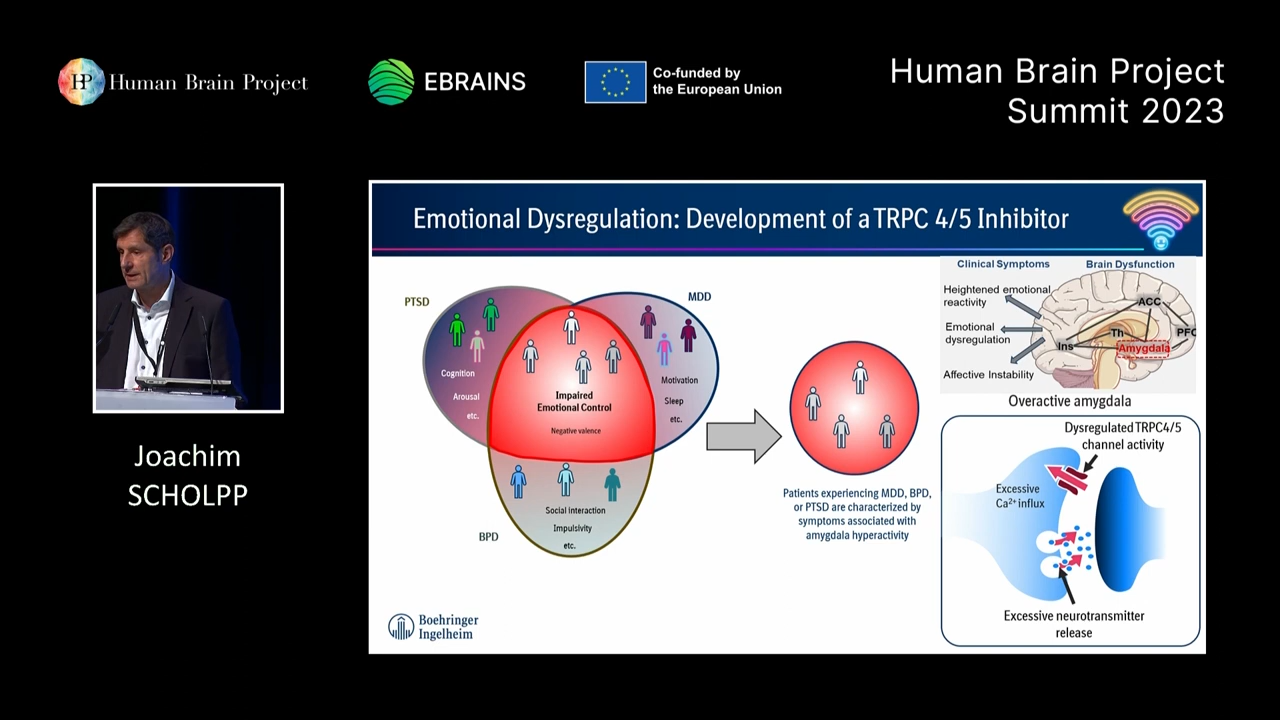 HP Human Brain Project
EBRAINS
Co-funded by
the European Union
Human Brain Project
Summit 2023
Joachim
SCHOLPP
Emotional Dysregulation: Development of a TRPC 4/5 Inhibitor
PTSD
MDD
Cognition
Arousal
etc.
Impaired
Emotional Control
Negative valence
Motivation
Sleep
etc.
Social interaction
Impulsivity
etc.
BPD
Patients experiencing MDD, BPD,
or PTSD are characterized by
symptoms associated with
amygdala hyperactivity
Clinical Symptoms
Brain Dysfunction
Heightened emotional
reactivity
Emotional
dysregulation
Affective Instability
ACC
Th
PFC
Ins
Amygdala
Overactive amygdala
Dysregulated TRPC4/5
channel activity
Excessive
Ca²⁺ influx
Excessive neurotransmitter
release
Boehringer
Ingelheim